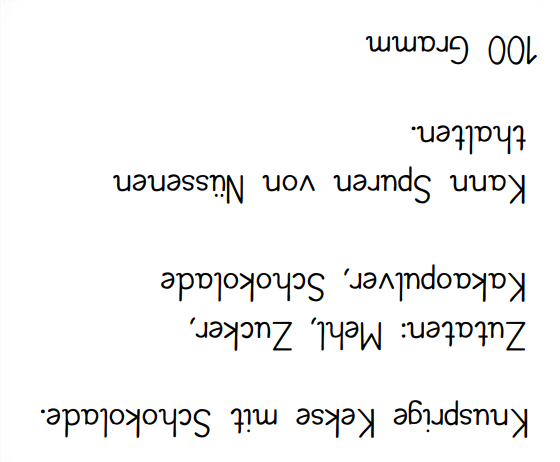 Knusprige Kekse mit Schokolade.
Zutaten: Mehl, Zucker,
Kakaopulver, Schokolade
Kann Spuren von Nüssenen
thalten.
100 Gramm